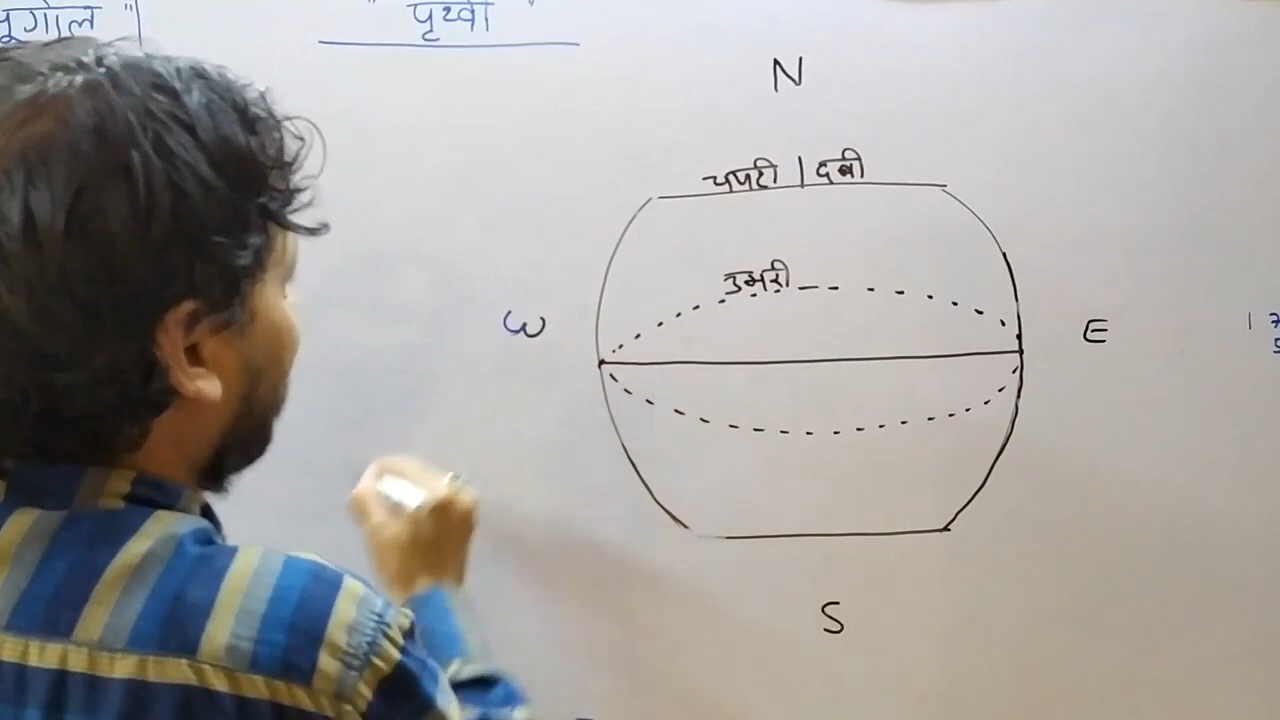 भूगोल "
" पृथ्वी "
N
चपटी | दबी
उभरी
W
E
S